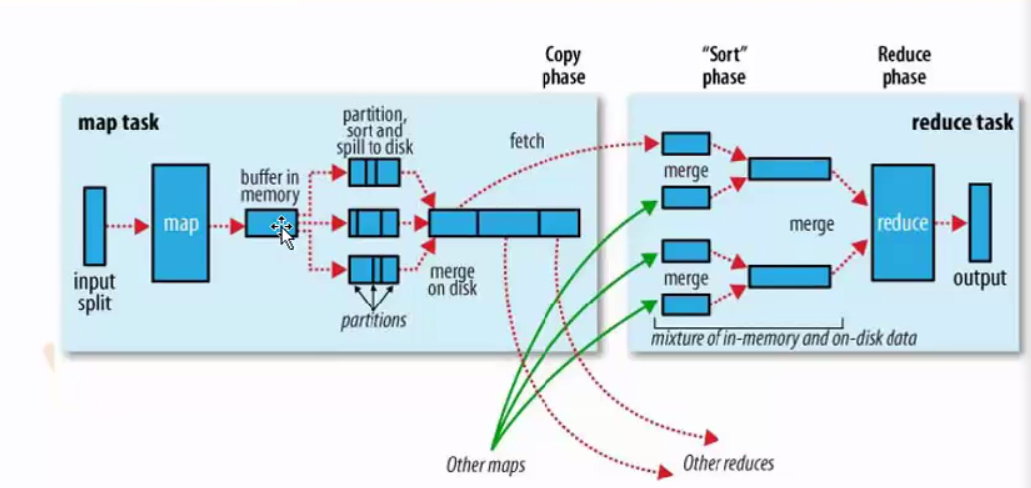 Copy
phase
"Sort"
phase
Reduce
phase
map task
partition,
sort and
spill to disk
fetch
reduce task
buffer in
memory
merge
map
merge
reduce
input
split
merge
on disk
merge
output
partitions
mixture of in-memory and on-disk data
Other maps
Other reduces